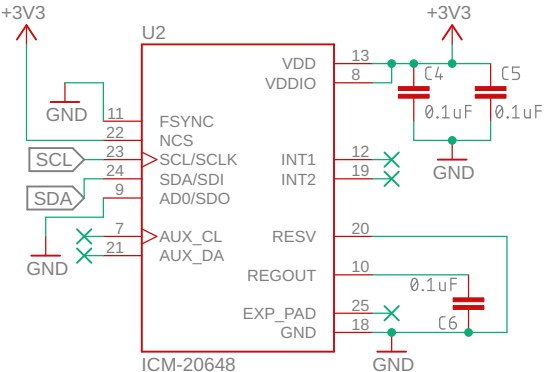 +3V3
+3V3
U2
13 VDD
8 VDDIO
C4
C5
0.1uF
0.1uF
GND
11 FSYNC
22 NCS
SCL 23 SCL/SCLK
INT1 12
GND
24 SDA/SDI
INT2 19
SDA 9 AD0/SDO
7 AUX_CL
RESV 20
21 AUX_DA
GND
REGOUT 10
0.1uF
EXP_PAD 25
C6
GND 18
ICM-20648
GND